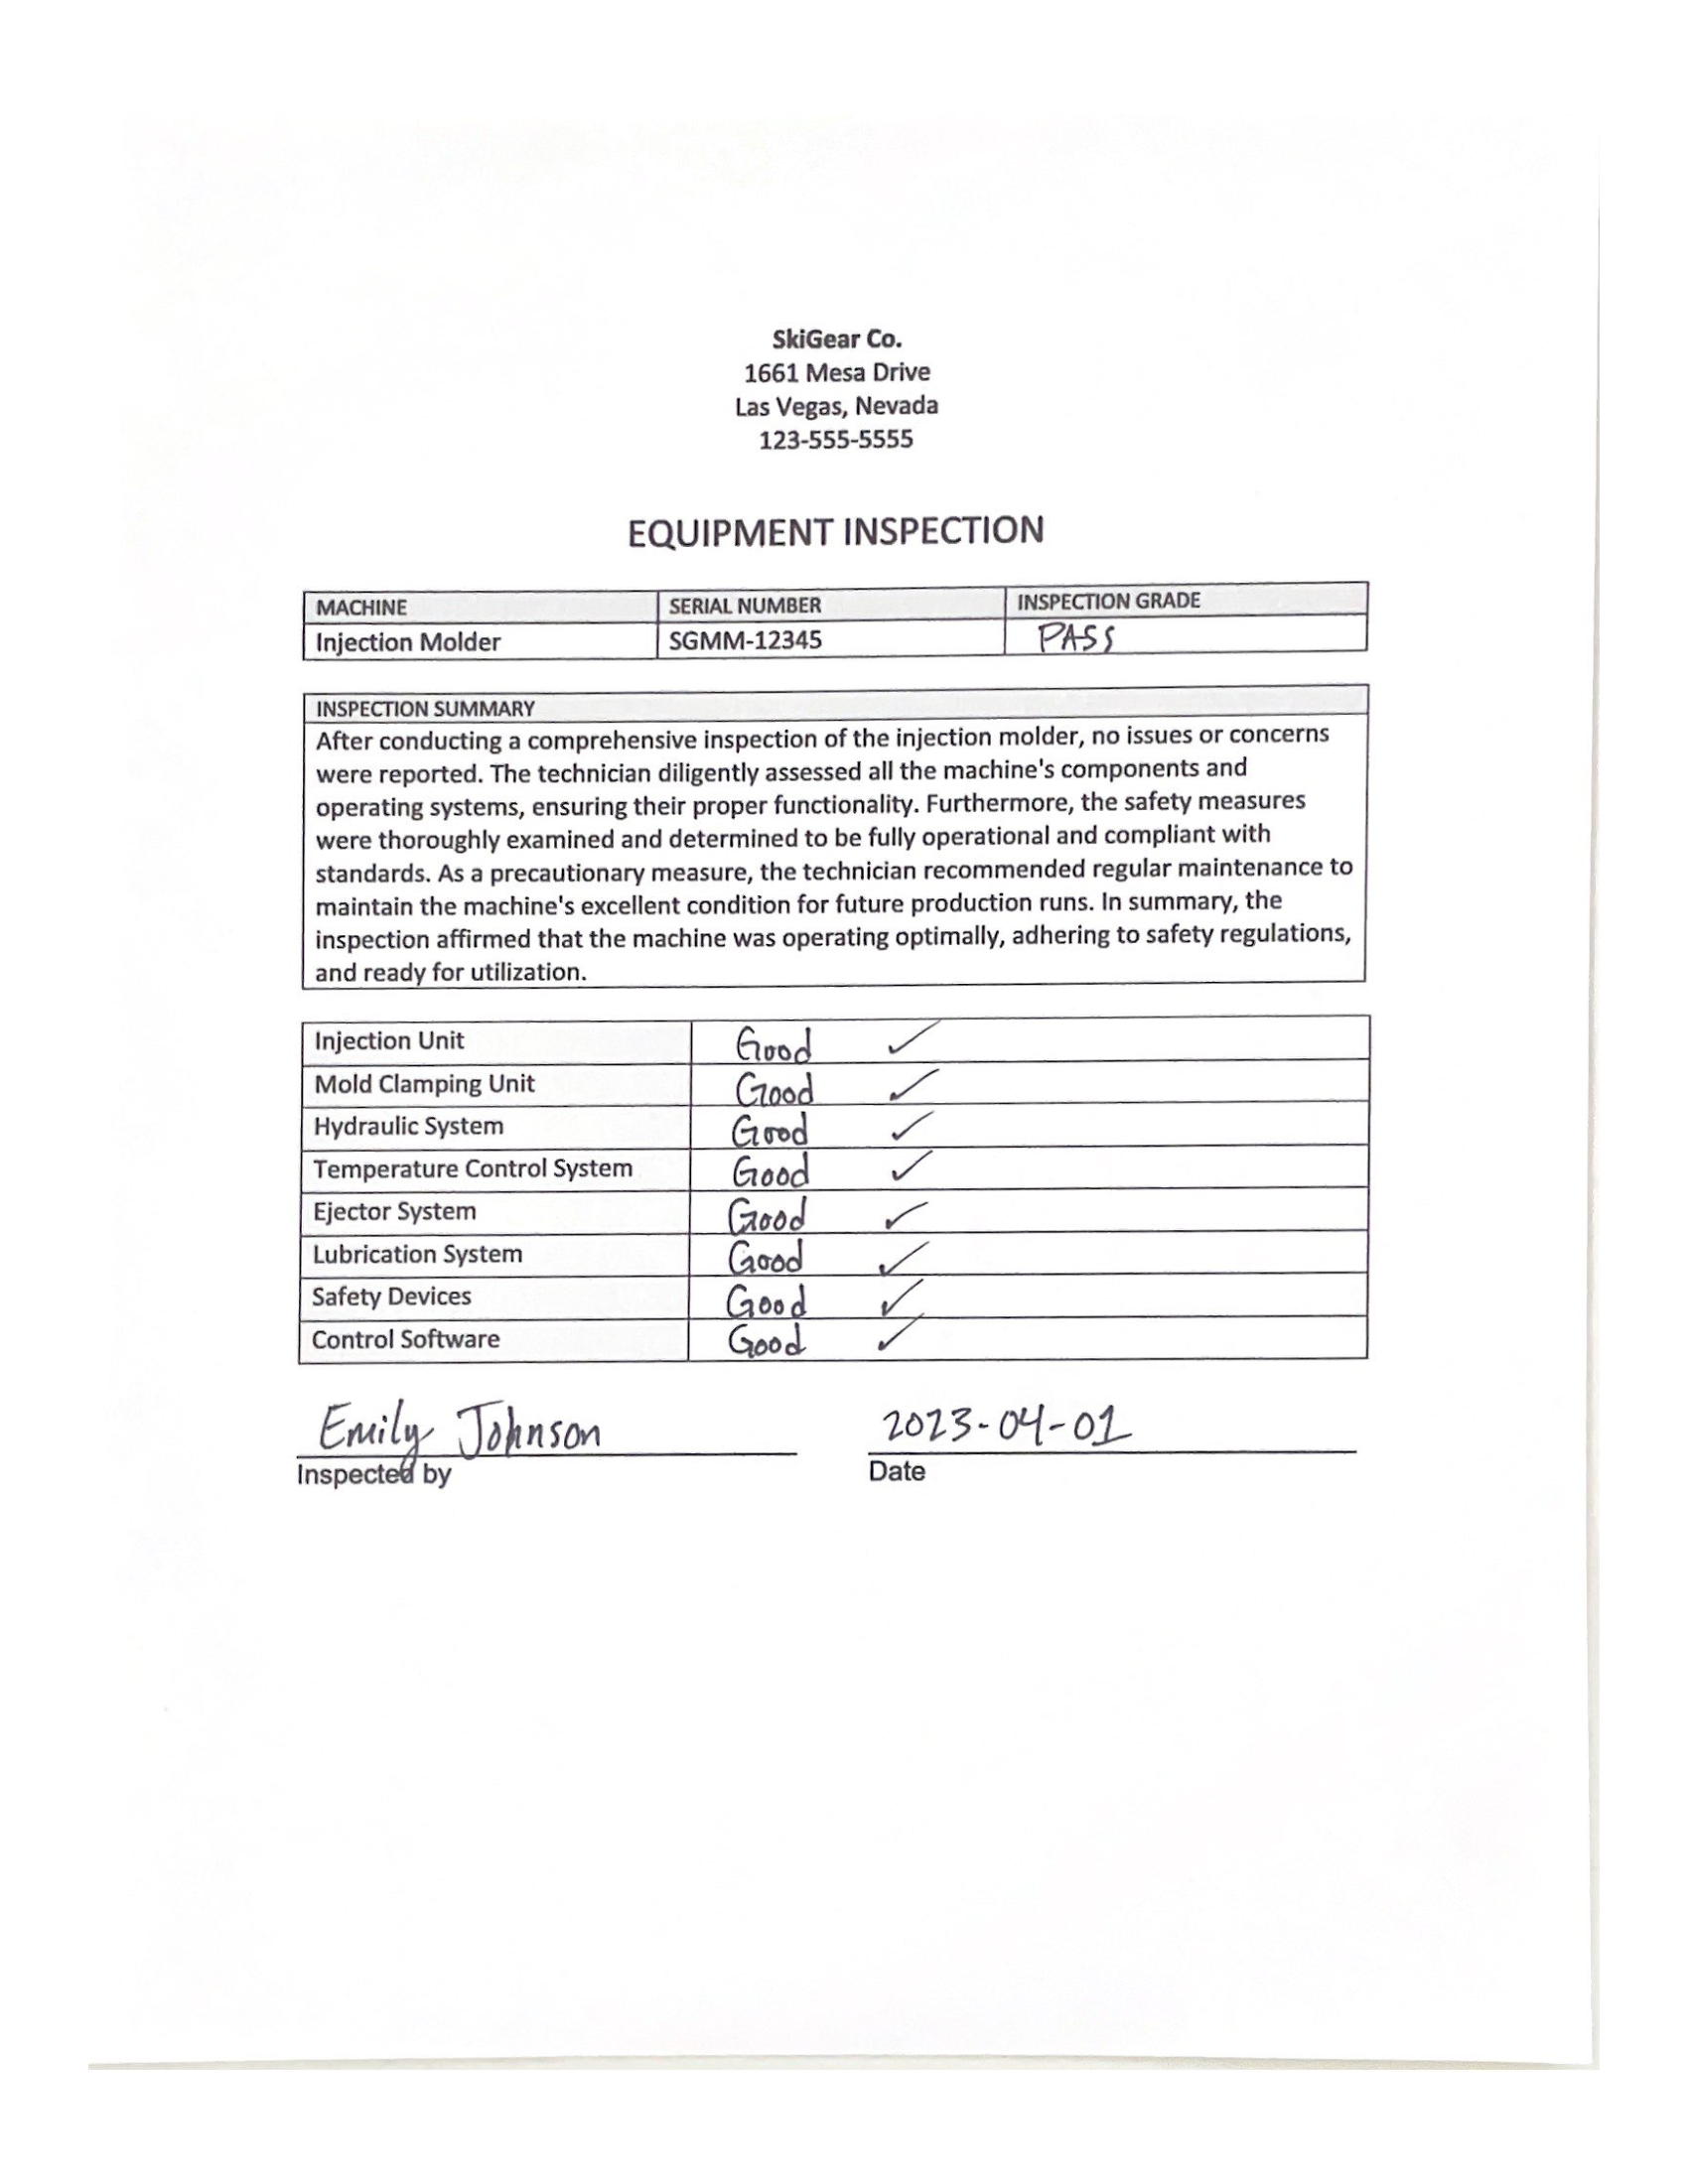 SkiGear Co.
1661 Mesa Drive
Las Vegas, Nevada
123-555-5555
EQUIPMENT INSPECTION
MACHINE SERIAL NUMBER INSPECTION GRADE
Injection Molder SGMM-12345 PASS
INSPECTION SUMMARY
After conducting a comprehensive inspection of the injection molder, no issues or concerns
were reported. The technician diligently assessed all the machine's components and
operating systems, ensuring their proper functionality. Furthermore, the safety measures
were thoroughly examined and determined to be fully operational and compliant with
standards. As a precautionary measure, the technician recommended regular maintenance to
maintain the machine's excellent condition for future production runs. In summary, the
inspection affirmed that the machine was operating optimally, adhering to safety regulations,
and ready for utilization.
Injection Unit Good ✓
Mold Clamping Unit Good ✓
Hydraulic System Good ✓
Temperature Control System Good ✓
Ejector System Good ✓
Lubrication System Good ✓
Safety Devices Good ✓
Control Software Good ✓
Emily Johnson 2023-04-01
Inspected by Date